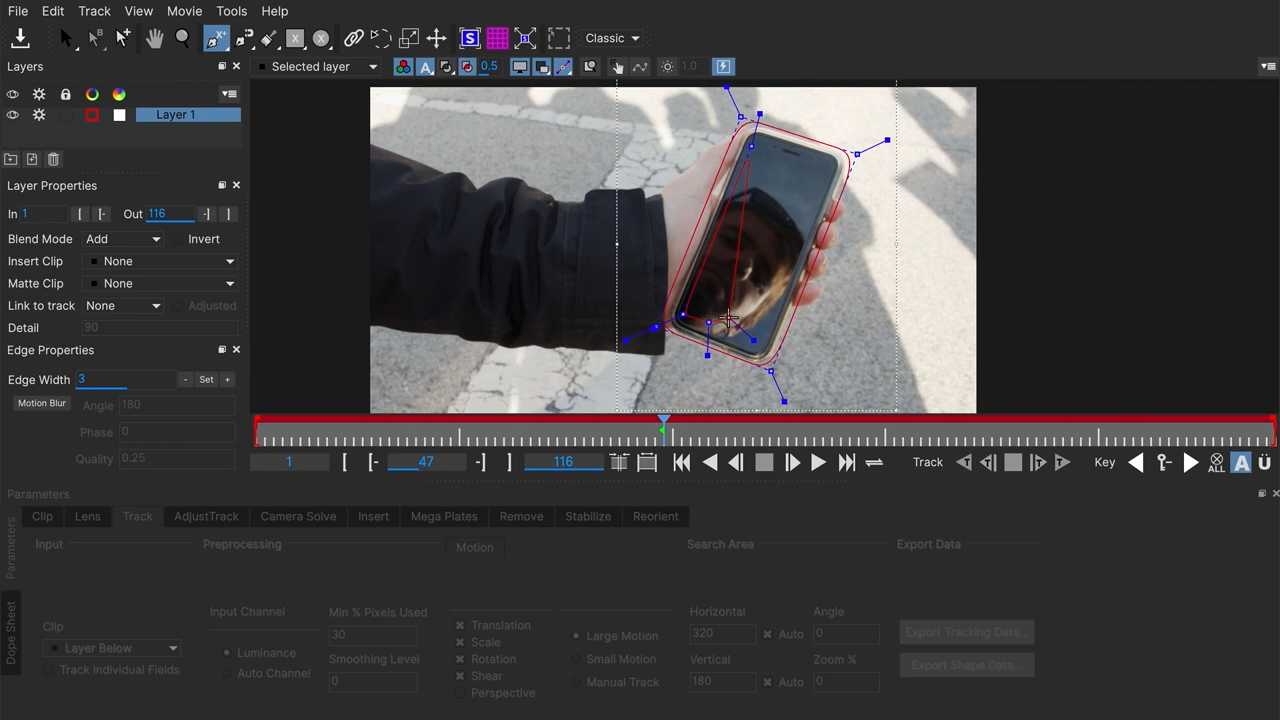 File Edit Track View Movie Tools Help
Classic
Layers
Selected layer
A 0.5 1.0
Layer 1
Layer Properties
In 1 [ [- Out 116 -] ]
Blend Mode Add Invert
Insert Clip None
Matte Clip None
Link to track None Adjusted
Detail 90
Edge Properties
Edge Width 3 - Set +
Motion Blur Angle 180
Phase 0
Quality 0.25
1 [ [- 47 -] ] 116 Track Key ALL A Ü
Parameters
Clip Lens Track AdjustTrack Camera Solve Insert Mega Plates Remove Stabilize Reorient
Parameters
Dope Sheet
Input
Clip
Layer Below
Track Individual Fields
Preprocessing
Input Channel
Luminance
Auto Channel
Min % Pixels Used
30
Smoothing Level
0
Motion
Translation
Scale
Rotation
Shear
Perspective
Large Motion
Small Motion
Manual Track
Search Area
Horizontal Angle
320 Auto 0
Vertical Zoom %
180 Auto 0
Export Data
Export Tracking Data...
Export Shape Data...